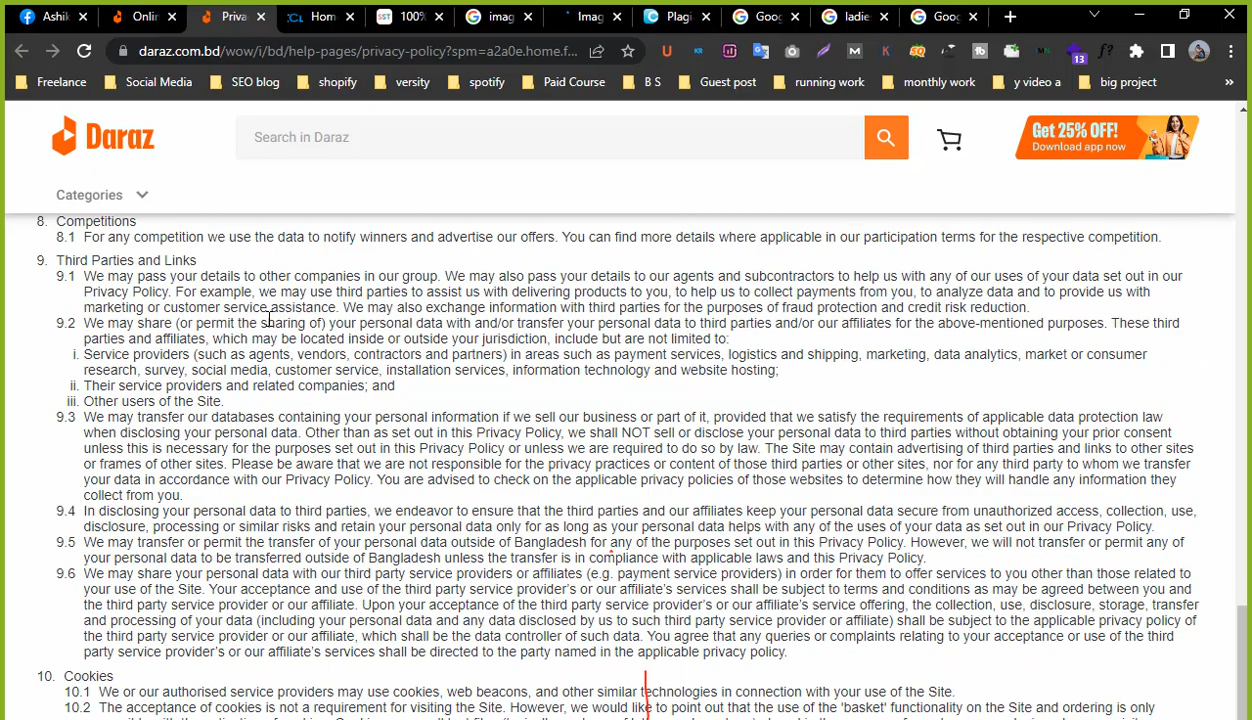 Ashik
Onlin
Priva
Home
100%
imag
Imag
Plagi
Goo
ladie
Goo
daraz.com.bd/wow/i/bd/help-pages/privacy-policy?spm=a2a0e.home.f...
13
Freelance
Social Media
SEO blog
shopify
versity
spotify
Paid Course
B S
Guest post
running work
monthly work
y video a
big project
»
Daraz
Search in Daraz
Get 25% OFF!
Download app now
Categories
8. Competitions
8.1 For any competition we use the data to notify winners and advertise our offers. You can find more details where applicable in our participation terms for the respective competition.
9. Third Parties and Links
9.1 We may pass your details to other companies in our group. We may also pass your details to our agents and subcontractors to help us with any of our uses of your data set out in our
Privacy Policy. For example, we may use third parties to assist us with delivering products to you, to help us to collect payments from you, to analyze data and to provide us with
marketing or customer service assistance. We may also exchange information with third parties for the purposes of fraud protection and credit risk reduction.
9.2 We may share (or permit the sharing of) your personal data with and/or transfer your personal data to third parties and/or our affiliates for the above-mentioned purposes. These third
parties and affiliates, which may be located inside or outside your jurisdiction, include but are not limited to:
i. Service providers (such as agents, vendors, contractors and partners) in areas such as payment services, logistics and shipping, marketing, data analytics, market or consumer
research, survey, social media, customer service, installation services, information technology and website hosting;
ii. Their service providers and related companies; and
iii. Other users of the Site.
9.3 We may transfer our databases containing your personal information if we sell our business or part of it, provided that we satisfy the requirements of applicable data protection law
when disclosing your personal data. Other than as set out in this Privacy Policy, we shall NOT sell or disclose your personal data to third parties without obtaining your prior consent
unless this is necessary for the purposes set out in this Privacy Policy or unless we are required to do so by law. The Site may contain advertising of third parties and links to other sites
or frames of other sites. Please be aware that we are not responsible for the privacy practices or content of those third parties or other sites, nor for any third party to whom we transfer
your data in accordance with our Privacy Policy. You are advised to check on the applicable privacy policies of those websites to determine how they will handle any information they
collect from you.
9.4 In disclosing your personal data to third parties, we endeavor to ensure that the third parties and our affiliates keep your personal data secure from unauthorized access, collection, use,
disclosure, processing or similar risks and retain your personal data only for as long as your personal data helps with any of the uses of your data as set out in our Privacy Policy.
9.5 We may transfer or permit the transfer of your personal data outside of Bangladesh for any of the purposes set out in this Privacy Policy. However, we will not transfer or permit any of
your personal data to be transferred outside of Bangladesh unless the transfer is in compliance with applicable laws and this Privacy Policy.
9.6 We may share your personal data with our third party service providers or affiliates (e.g. payment service providers) in order for them to offer services to you other than those related to
your use of the Site. Your acceptance and use of the third party service provider's or our affiliate's services shall be subject to terms and conditions as may be agreed between you and
the third party service provider or our affiliate. Upon your acceptance of the third party service provider's or our affiliate's service offering, the collection, use, disclosure, storage, transfer
and processing of your data (including your personal data and any data disclosed by us to such third party service provider or affiliate) shall be subject to the applicable privacy policy of
the third party service provider or our affiliate, which shall be the data controller of such data. You agree that any queries or complaints relating to your acceptance or use of the third
party service provider's or our affiliate's services shall be directed to the party named in the applicable privacy policy.
10. Cookies
10.1 We or our authorised service providers may use cookies, web beacons, and other similar technologies in connection with your use of the Site.
10.2 The acceptance of cookies is not a requirement for visiting the Site. However, we would like to point out that the use of the 'basket' functionality on the Site and ordering is only